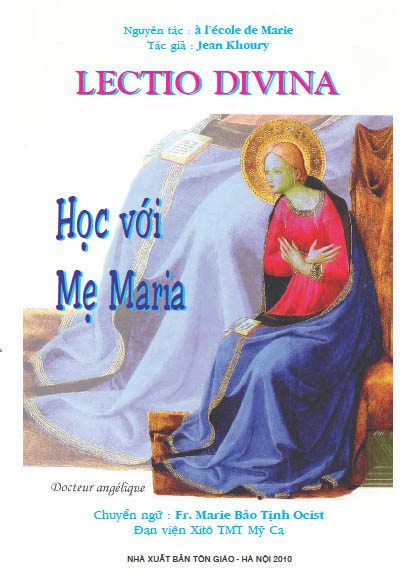 Nguyên tác : à l'école de Marie
Tác giả : Jean Khoury
LECTIO DIVINA
Học với
Mẹ Maria
Docteur angélique
Chuyển ngữ : Fr. Marie Bảo Tịnh Ocist
Đan viện Xitô TMT Mỹ Ca
NHÀ XUẤT BẢN TÔN GIÁO - HÀ NỘI 2010